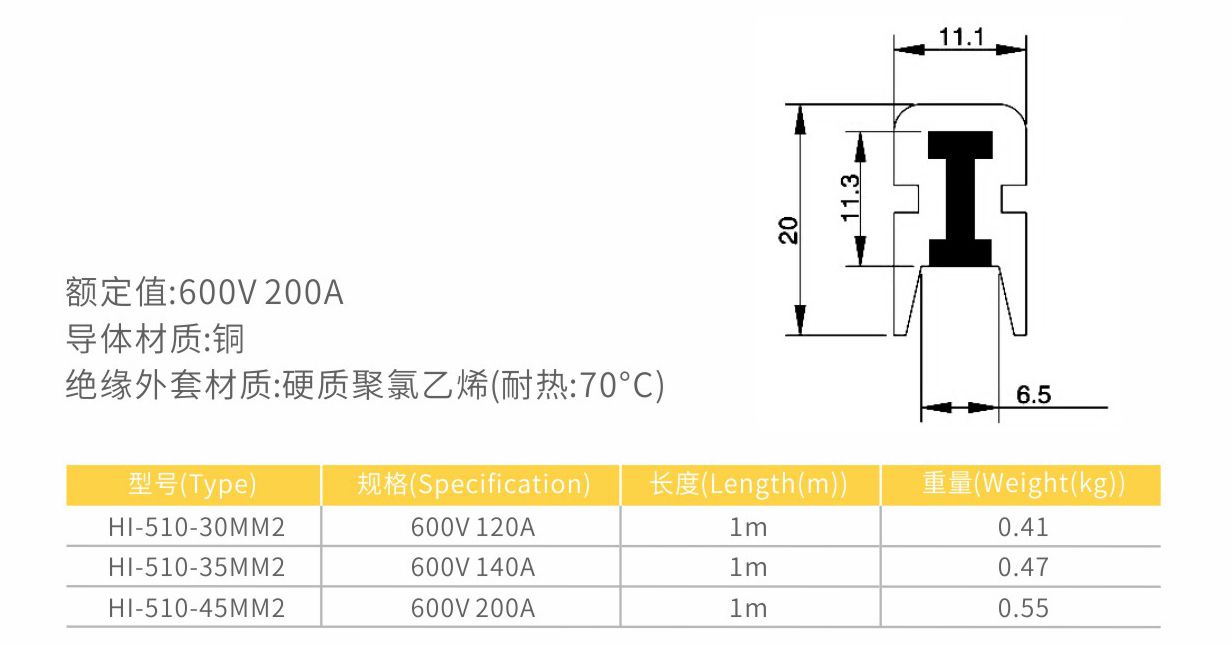 11.1
11.3
20
额定值:600V 200A
导体材质:铜
绝缘外套材质:硬质聚氯乙烯(耐热:70°C)
6.5
型号(Type) 规格(Specification) 长度(Length(m)) 重量(Weight(kg))
HI-510-30MM2 600V 120A 1m 0.41
HI-510-35MM2 600V 140A 1m 0.47
HI-510-45MM2 600V 200A 1m 0.55